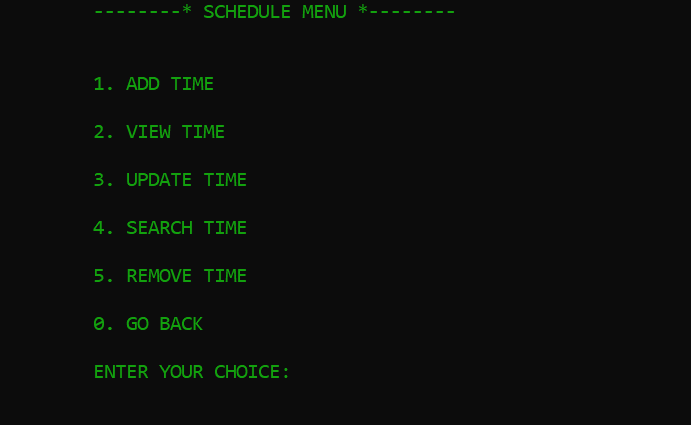 --------* SCHEDULE MENU *--------
1. ADD TIME
2. VIEW TIME
3. UPDATE TIME
4. SEARCH TIME
5. REMOVE TIME
0. GO BACK
ENTER YOUR CHOICE: